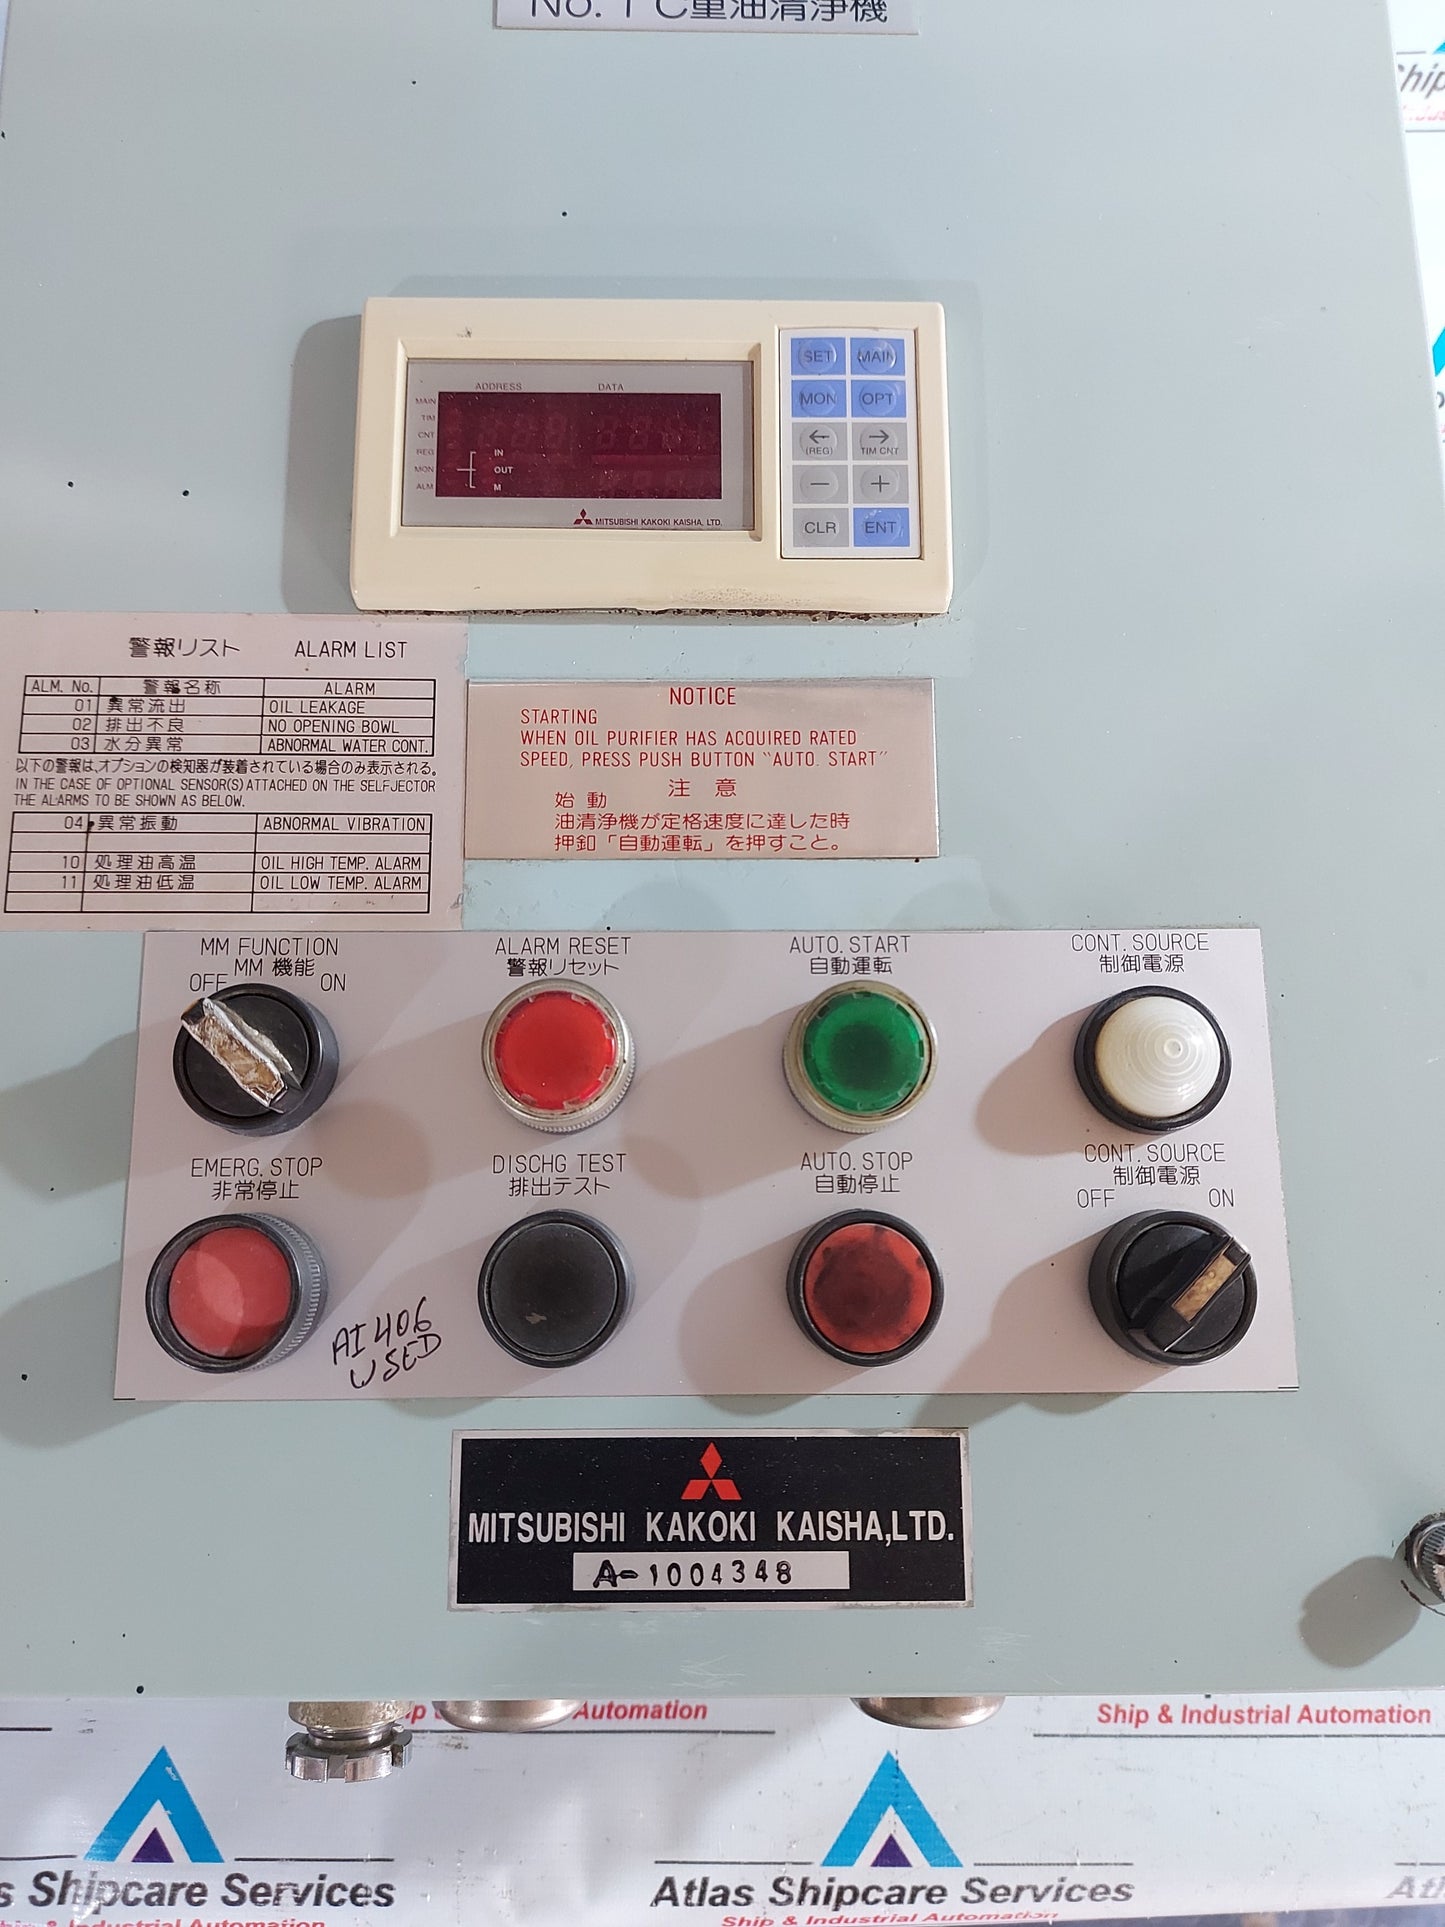 No.1 C重油清浄機
ADDRESS DATA
MAIN
TIM
CNT
REG IN
MON OUT
ALM M
MITSUBISHI KAKOKI KAISHA, LTD.
SET MAIN
MON OPT
← →
(REG) TIM CNT
− +
CLR ENT
警報リスト ALARM LIST
ALM. No. 警報名称 ALARM
01 異常流出 OIL LEAKAGE
02 排出不良 NO OPENING BOWL
03 水分異常 ABNORMAL WATER CONT.
以下の警報は、オプションの検知器が装着されている場合のみ表示される。
IN THE CASE OF OPTIONAL SENSOR(S) ATTACHED ON THE SELFJECTOR
THE ALARMS TO BE SHOWN AS BELOW.
04 異常振動 ABNORMAL VIBRATION
10 処理油高温 OIL HIGH TEMP. ALARM
11 処理油低温 OIL LOW TEMP. ALARM
NOTICE
STARTING
WHEN OIL PURIFIER HAS ACQUIRED RATED
SPEED, PRESS PUSH BUTTON “AUTO. START”
注 意
始 動
油清浄機が定格速度に達した時
押釦「自動運転」を押すこと。
MM FUNCTION
MM 機能
OFF ON
ALARM RESET
警報リセット
AUTO. START
自動運転
CONT. SOURCE
制御電源
EMERG. STOP
非常停止
DISCHG TEST
排出テスト
AUTO. STOP
自動停止
CONT. SOURCE
制御電源
OFF ON
AI 406
USED
MITSUBISHI KAKOKI KAISHA,LTD.
A-1004348
Automation
Ship & Industrial Automation
s Shipcare Services
Industrial Automation
Atlas Shipcare Services
Ship & Industrial Automation